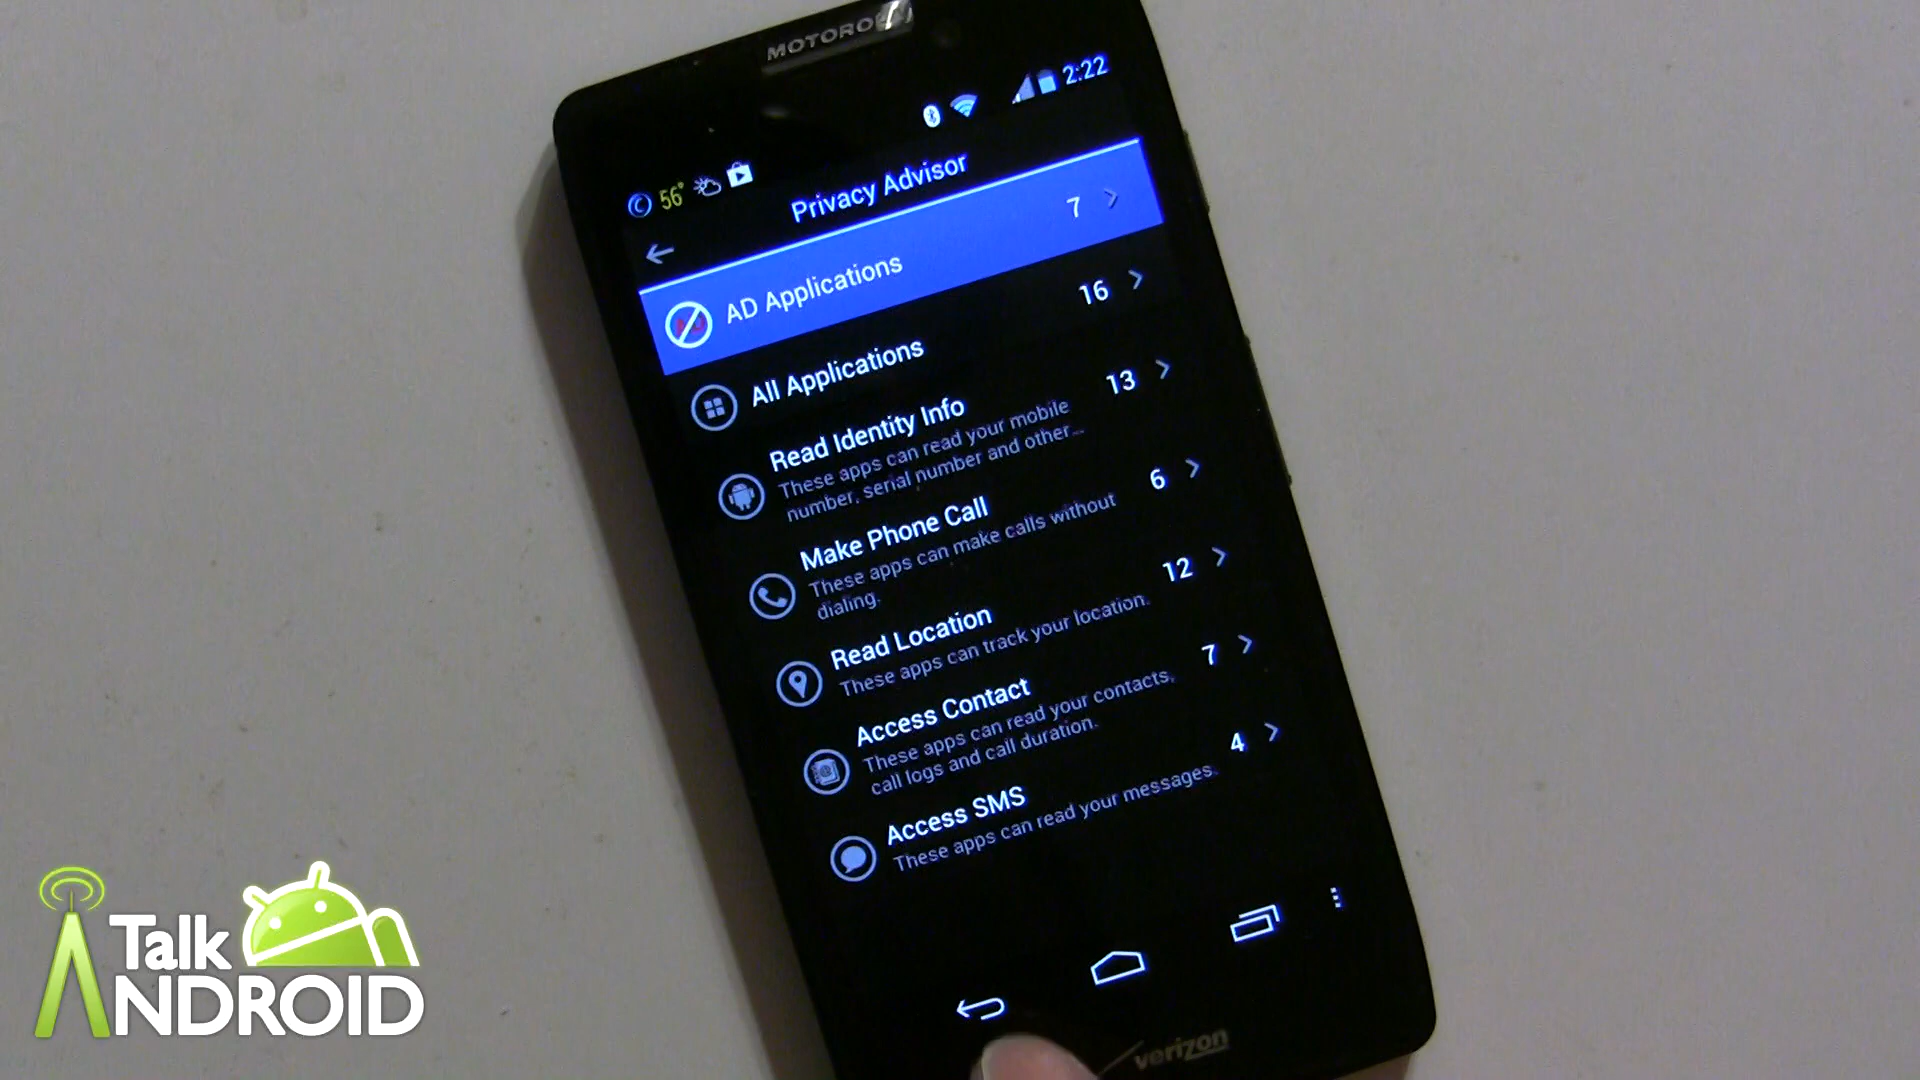 MOTOROLA
2:22
56°
Privacy Advisor
AD Applications 7
All Applications 16
Read Identity Info 13
These apps can read your mobile
number, serial number and other...
Make Phone Call 6
These apps can make calls without
dialing.
Read Location 12
These apps can track your location.
Access Contact 7
These apps can read your contacts,
call logs and call duration.
Access SMS 4
These apps can read your messages.
verizon
Talk
ANDROID